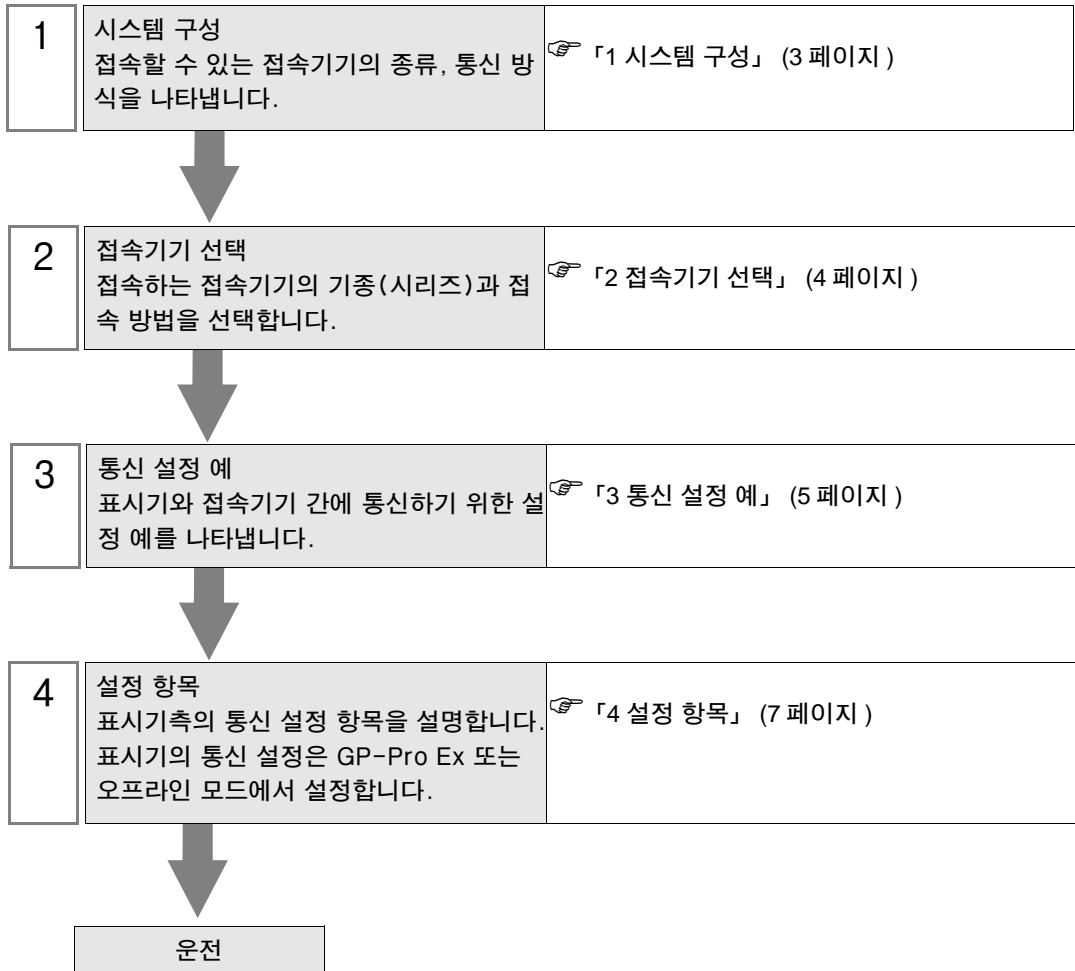 1
시스템 구성
접속할 수 있는 접속기기의 종류, 통신 방
식을 나타냅니다.
☞ 「1 시스템 구성」 (3 페이지 )
2
접속기기 선택
접속하는 접속기기의 기종(시리즈)과 접
속 방법을 선택합니다.
☞ 「2 접속기기 선택」 (4 페이지 )
3
통신 설정 예
표시기와 접속기기 간에 통신하기 위한 설
정 예를 나타냅니다.
☞ 「3 통신 설정 예」 (5 페이지 )
4
설정 항목
표시기측의 통신 설정 항목을 설명합니다.
표시기의 통신 설정은 GP-Pro Ex 또는
오프라인 모드에서 설정합니다.
☞ 「4 설정 항목」 (7 페이지 )
운전